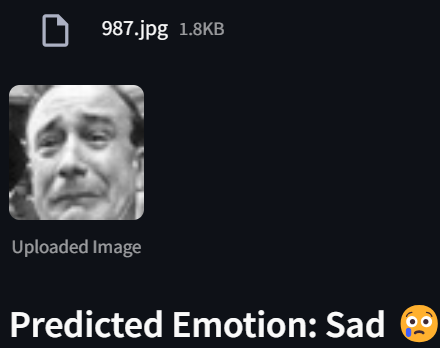 987.jpg 1.8KB
Uploaded Image
Predicted Emotion: Sad 😢